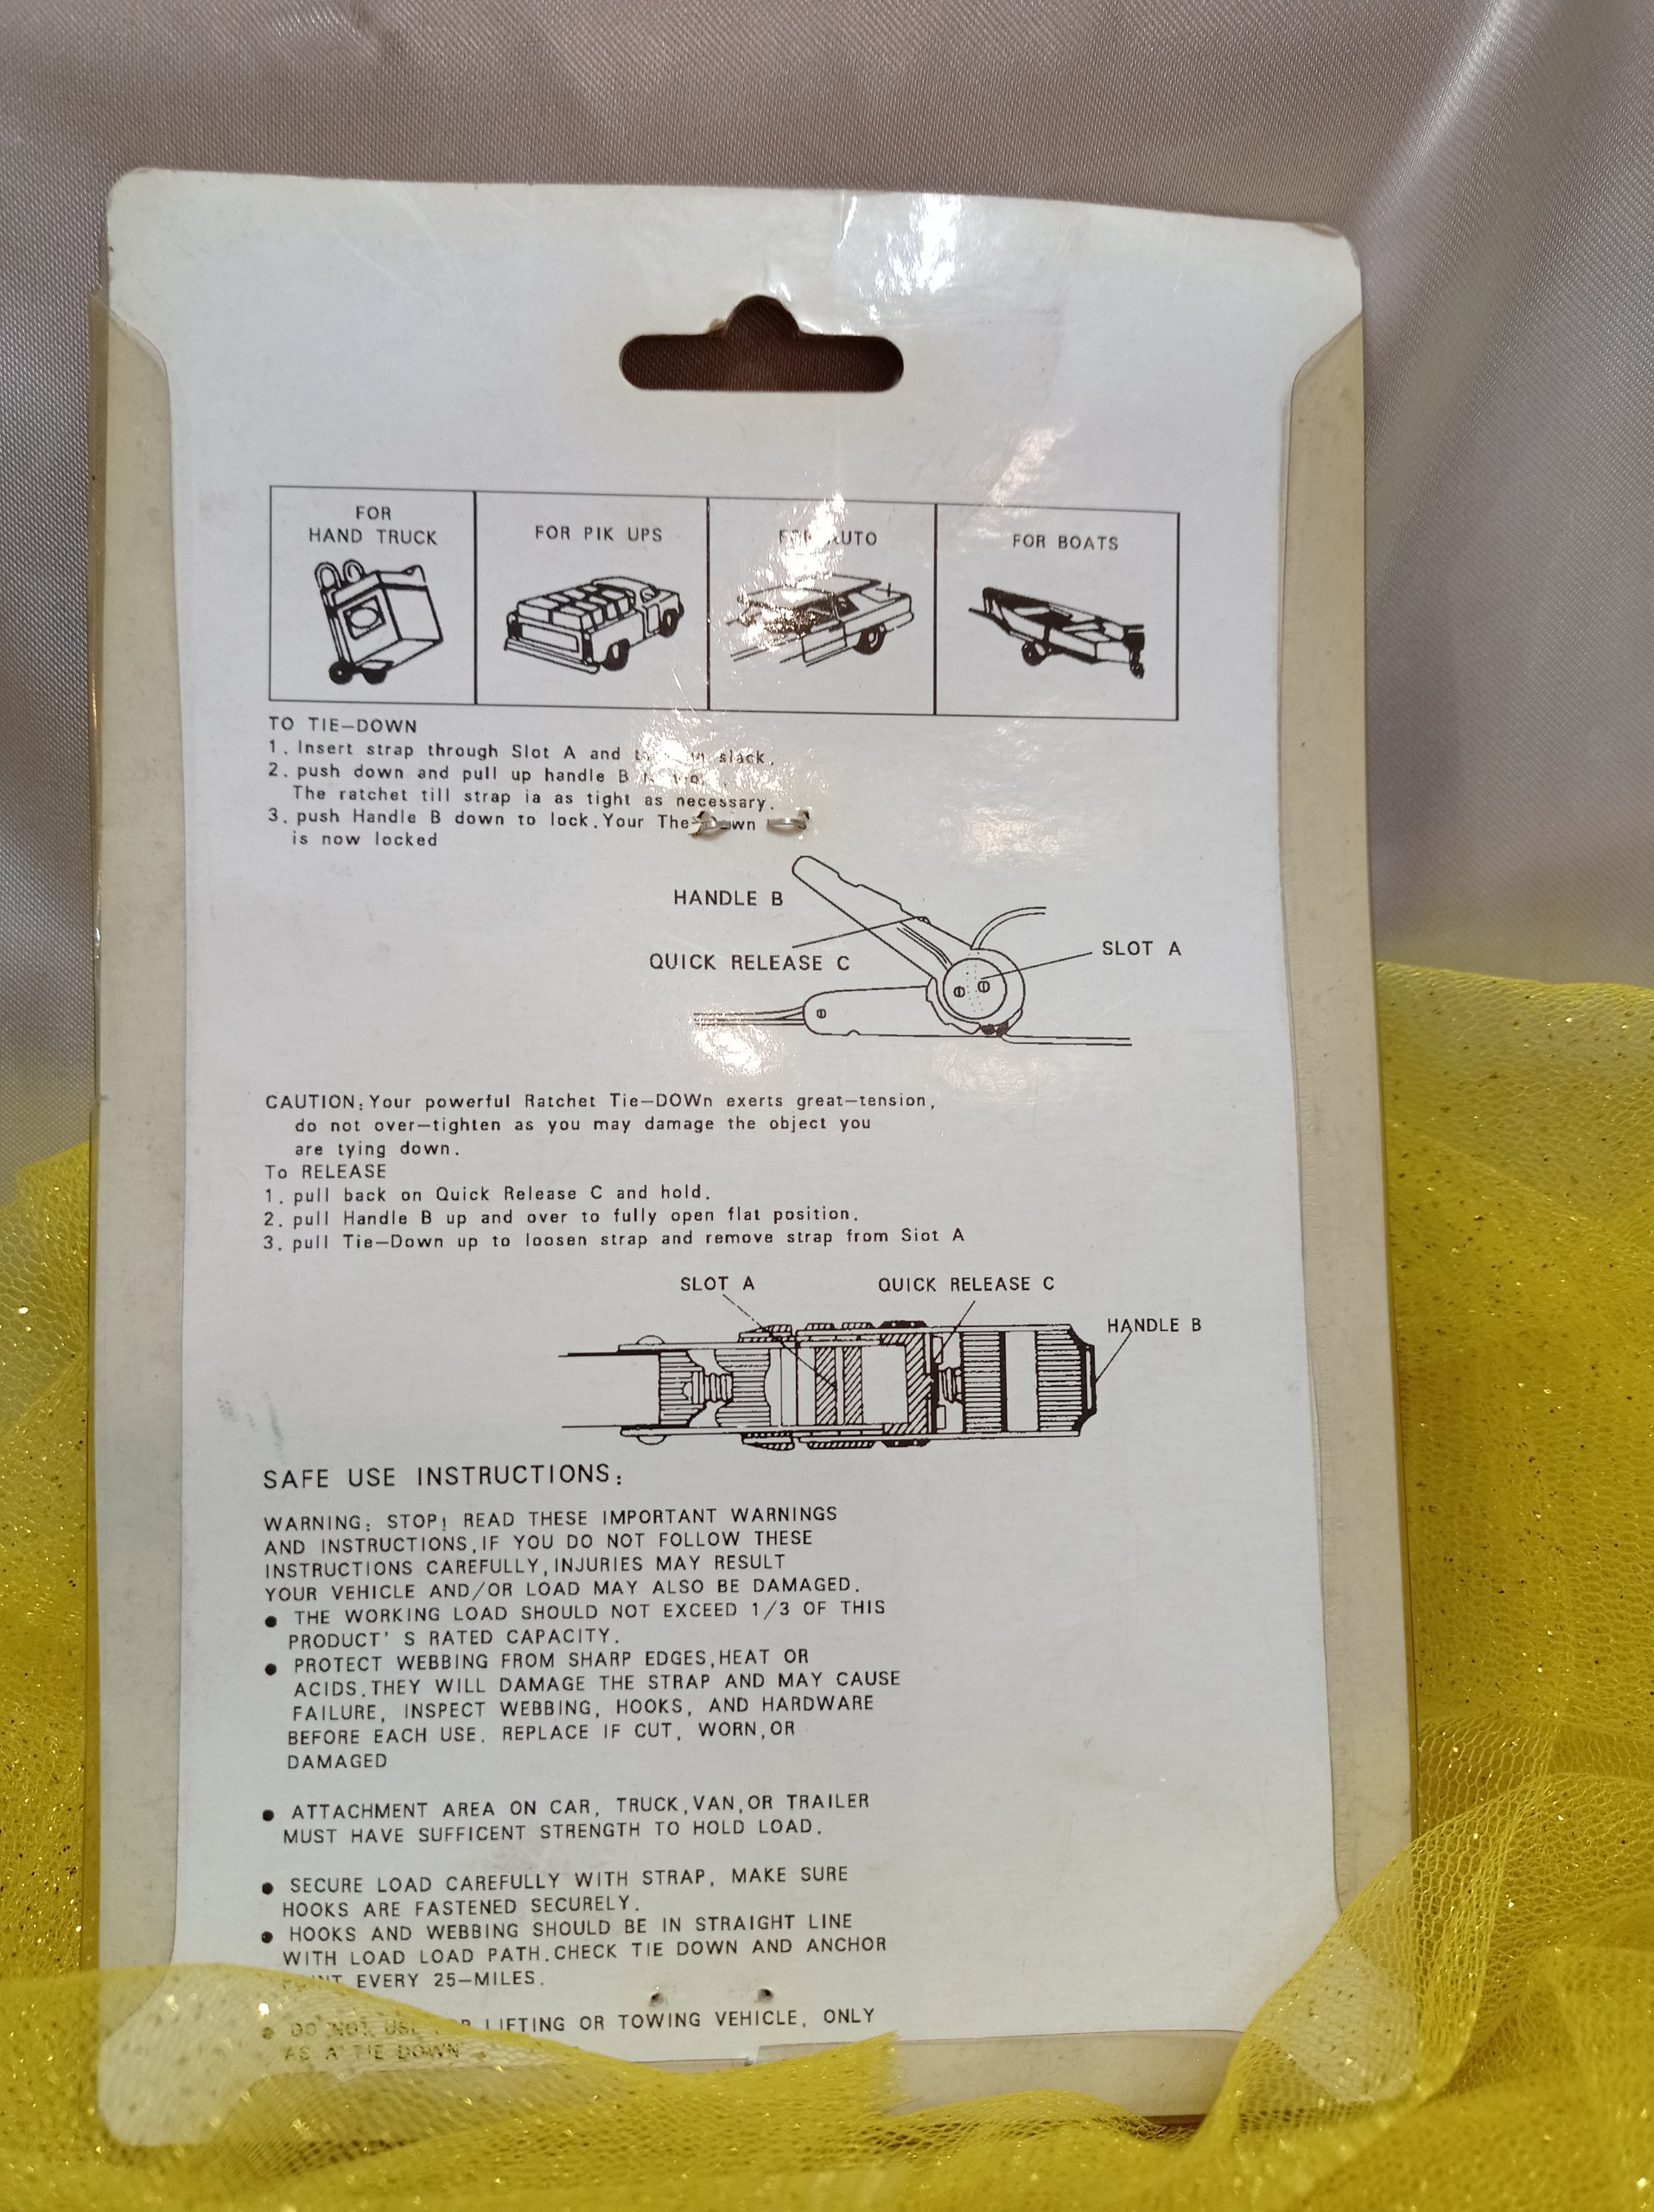 FOR
HAND TRUCK
FOR PIK UPS
AUTO
FOR BOATS
TO TIE—DOWN
1. Insert strap through Slot A and slack.
2. push down and pull up handle B
The ratchet till strap ia as tight as necessary.
3. push Handle B down to lock. Your The
is now locked
HANDLE B
QUICK RELEASE C
SLOT A
CAUTION: Your powerful Ratchet Tie—DOWn exerts great—tension,
do not over—tighten as you may damage the object you
are tying down.
To RELEASE
1. pull back on Quick Release C and hold.
2. pull Handle B up and over to fully open flat position.
3. pull Tie—Down up to loosen strap and remove strap from Siot A
SLOT A
QUICK RELEASE C
HANDLE B
SAFE USE INSTRUCTIONS:
WARNING: STOP! READ THESE IMPORTANT WARNINGS
AND INSTRUCTIONS, IF YOU DO NOT FOLLOW THESE
INSTRUCTIONS CAREFULLY, INJURIES MAY RESULT
YOUR VEHICLE AND/OR LOAD MAY ALSO BE DAMAGED.
● THE WORKING LOAD SHOULD NOT EXCEED 1/3 OF THIS
PRODUCT' S RATED CAPACITY.
● PROTECT WEBBING FROM SHARP EDGES, HEAT OR
ACIDS. THEY WILL DAMAGE THE STRAP AND MAY CAUSE
FAILURE, INSPECT WEBBING, HOOKS, AND HARDWARE
BEFORE EACH USE. REPLACE IF CUT, WORN, OR
DAMAGED
● ATTACHMENT AREA ON CAR, TRUCK, VAN, OR TRAILER
MUST HAVE SUFFICENT STRENGTH TO HOLD LOAD.
● SECURE LOAD CAREFULLY WITH STRAP, MAKE SURE
HOOKS ARE FASTENED SECURELY.
● HOOKS AND WEBBING SHOULD BE IN STRAIGHT LINE
WITH LOAD LOAD PATH. CHECK TIE DOWN AND ANCHOR
EVERY 25—MILES.
● DO NOT USE LIFTING OR TOWING VEHICLE, ONLY
AS A TIE DOWN